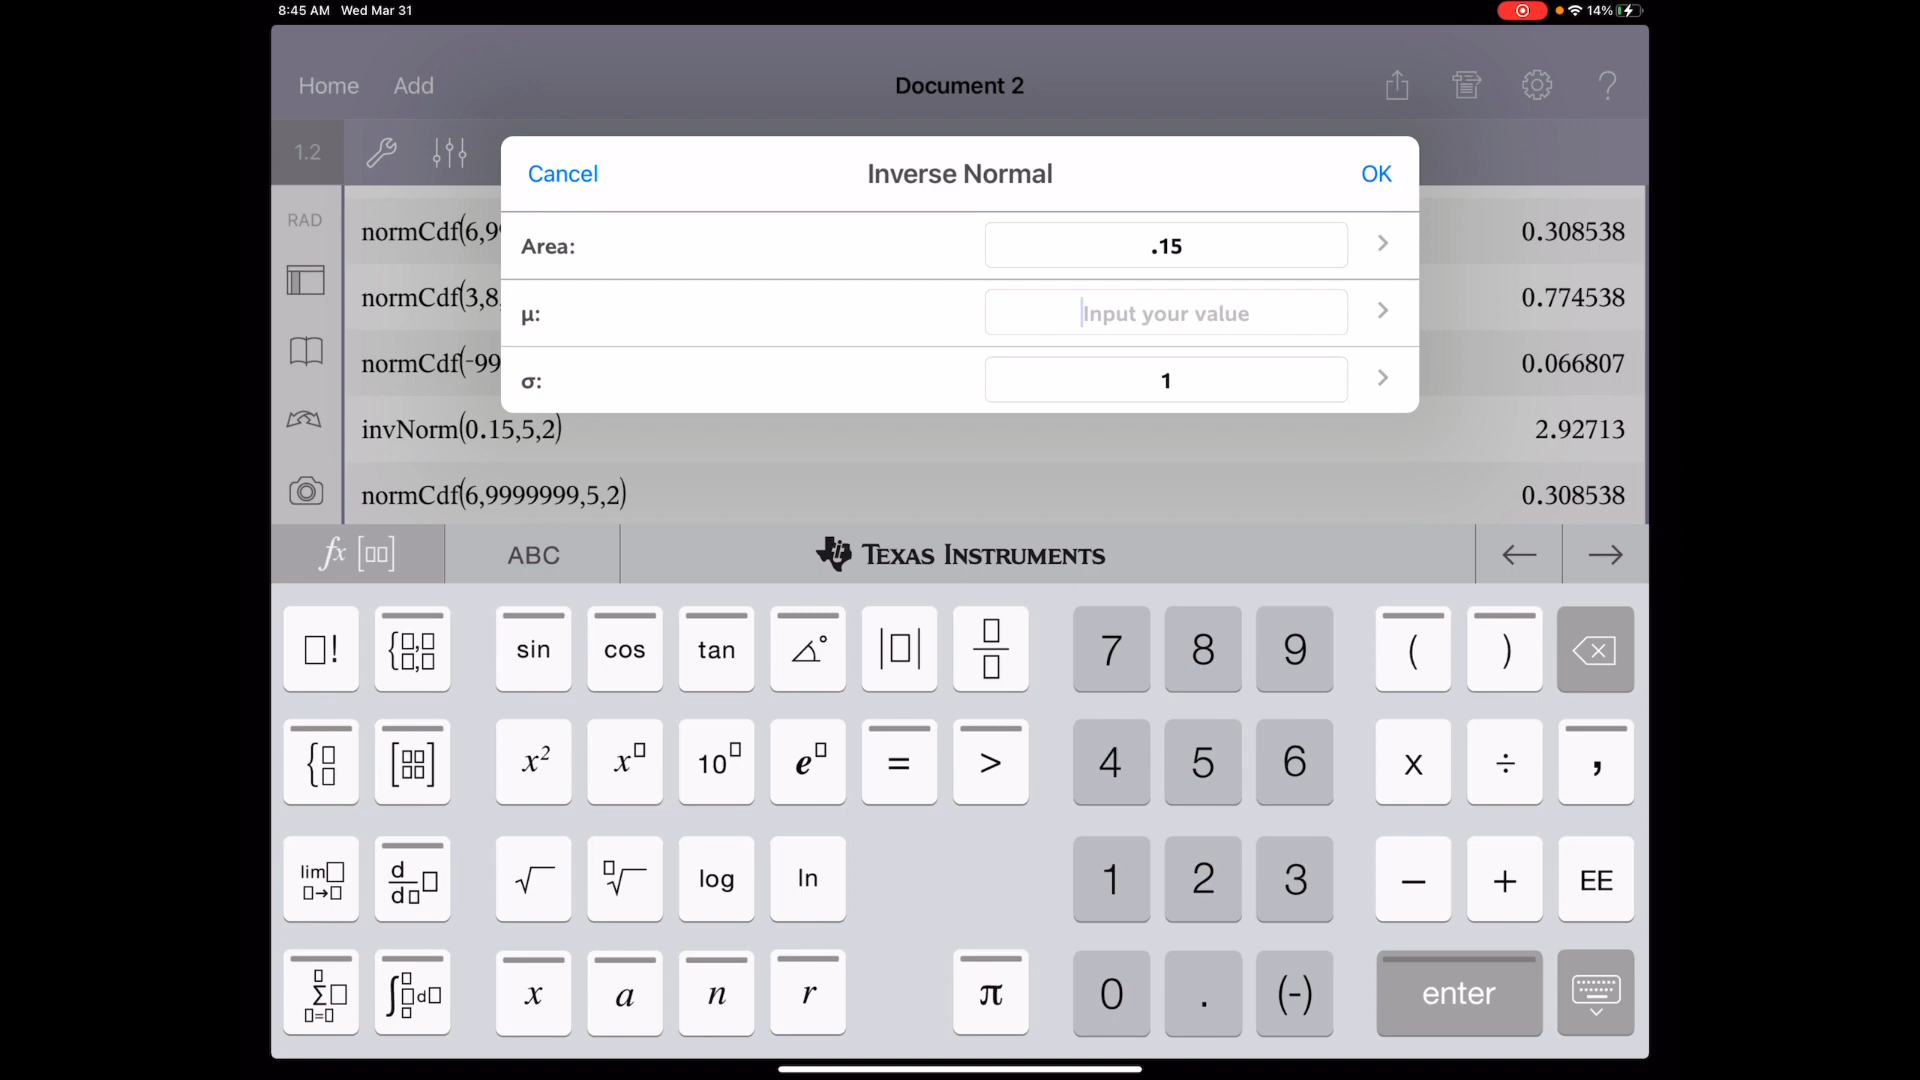 8:45 AM Wed Mar 31
14%
Home Add Document 2 ?
1.2
Cancel Inverse Normal OK
RAD
normCdf(6,9 0.308538
Area: .15
normCdf(3,8 0.774538
μ: Input your value
normCdf(-99 0.066807
σ: 1
invNorm(0.15,5,2) 2.92713
normCdf(6,9999999,5,2) 0.308538
fx [▯▯] ABC TEXAS INSTRUMENTS ← →
▯! {▯,▯ ▯,▯ sin cos tan ∠° |▯| ▯/▯ 7 8 9 ( )
{▯ ▯ [▯▯ ▯▯] x² x▯ 10▯ e▯ = > 4 5 6 x ÷ ,
lim▯ ▯→▯ d/d▯ ▯ √ ▯√ log ln 1 2 3 − + EE
▯ Σ▯ ▯=▯ ∫▯ ▯ ▯d▯ x a n r π 0 . (-) enter